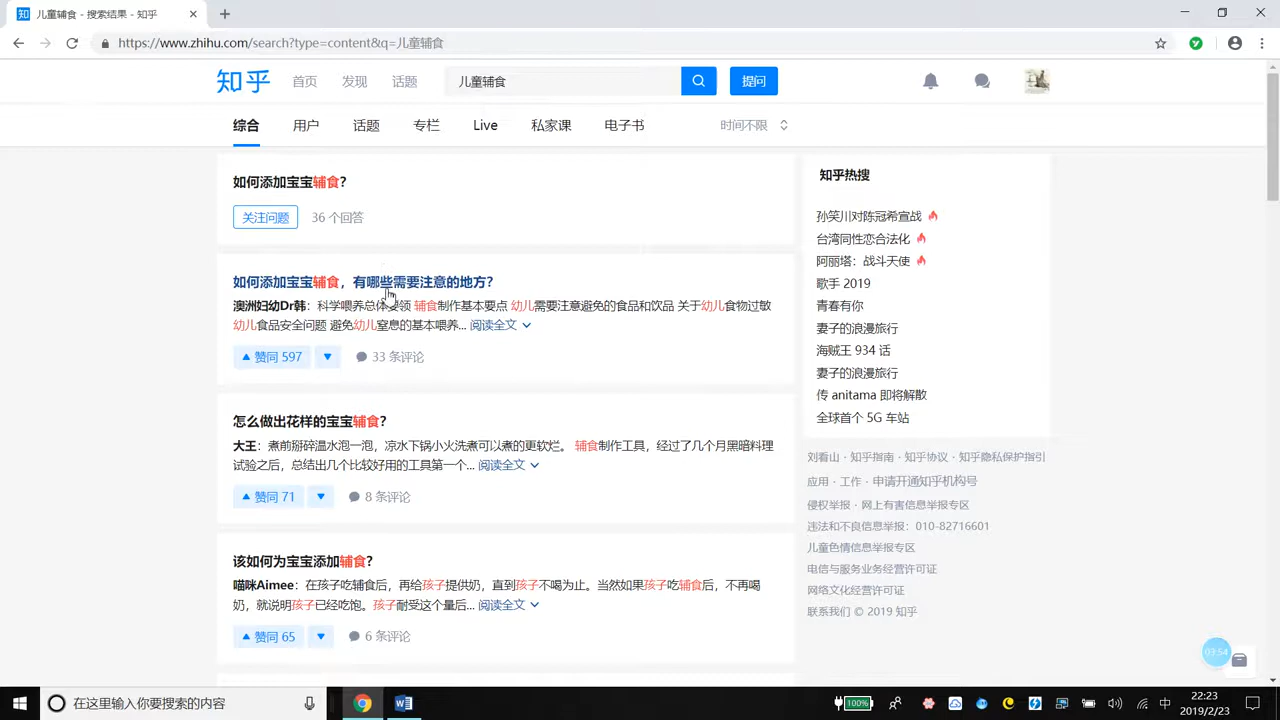 儿童辅食 - 搜索结果 - 知乎
https://www.zhihu.com/search?type=content&q=儿童辅食
知乎 首页 发现 话题 儿童辅食 提问
综合 用户 话题 专栏 Live 私家课 电子书 时间不限
如何添加宝宝辅食?
关注问题 36 个回答
如何添加宝宝辅食，有哪些需要注意的地方?
澳洲妇幼Dr韩：科学喂养总体要领 辅食制作基本要点 幼儿需要注意避免的食品和饮品 关于幼儿食物过敏
幼儿食品安全问题 避免幼儿窒息的基本喂养... 阅读全文
赞同 597 33 条评论
怎么做出花样的宝宝辅食?
大王：煮前掰碎温水泡一泡，凉水下锅小火洗煮可以煮的更软烂。 辅食制作工具，经过了几个月黑暗料理
试验之后，总结出几个比较好用的工具第一个... 阅读全文
赞同 71 8 条评论
该如何为宝宝添加辅食?
喵咪Aimee：在孩子吃辅食后，再给孩子提供奶，直到孩子不喝为止。当然如果孩子吃辅食后，不再喝
奶，就说明孩子已经吃饱。孩子耐受这个量后... 阅读全文
赞同 65 6 条评论
知乎热搜
孙笑川对陈冠希宣战
台湾同性恋合法化
阿丽塔：战斗天使
歌手 2019
青春有你
妻子的浪漫旅行
海贼王 934 话
妻子的浪漫旅行
传 anitama 即将解散
全球首个 5G 车站
刘看山 · 知乎指南 · 知乎协议 · 知乎隐私保护指引
应用 · 工作 · 申请开通知乎机构号
侵权举报 · 网上有害信息举报专区
违法和不良信息举报：010-82716601
儿童色情信息举报专区
电信与服务业务经营许可证
网络文化经营许可证
联系我们 © 2019 知乎
03:54
在这里输入你要搜索的内容
100%
中
22:23
2019/2/23